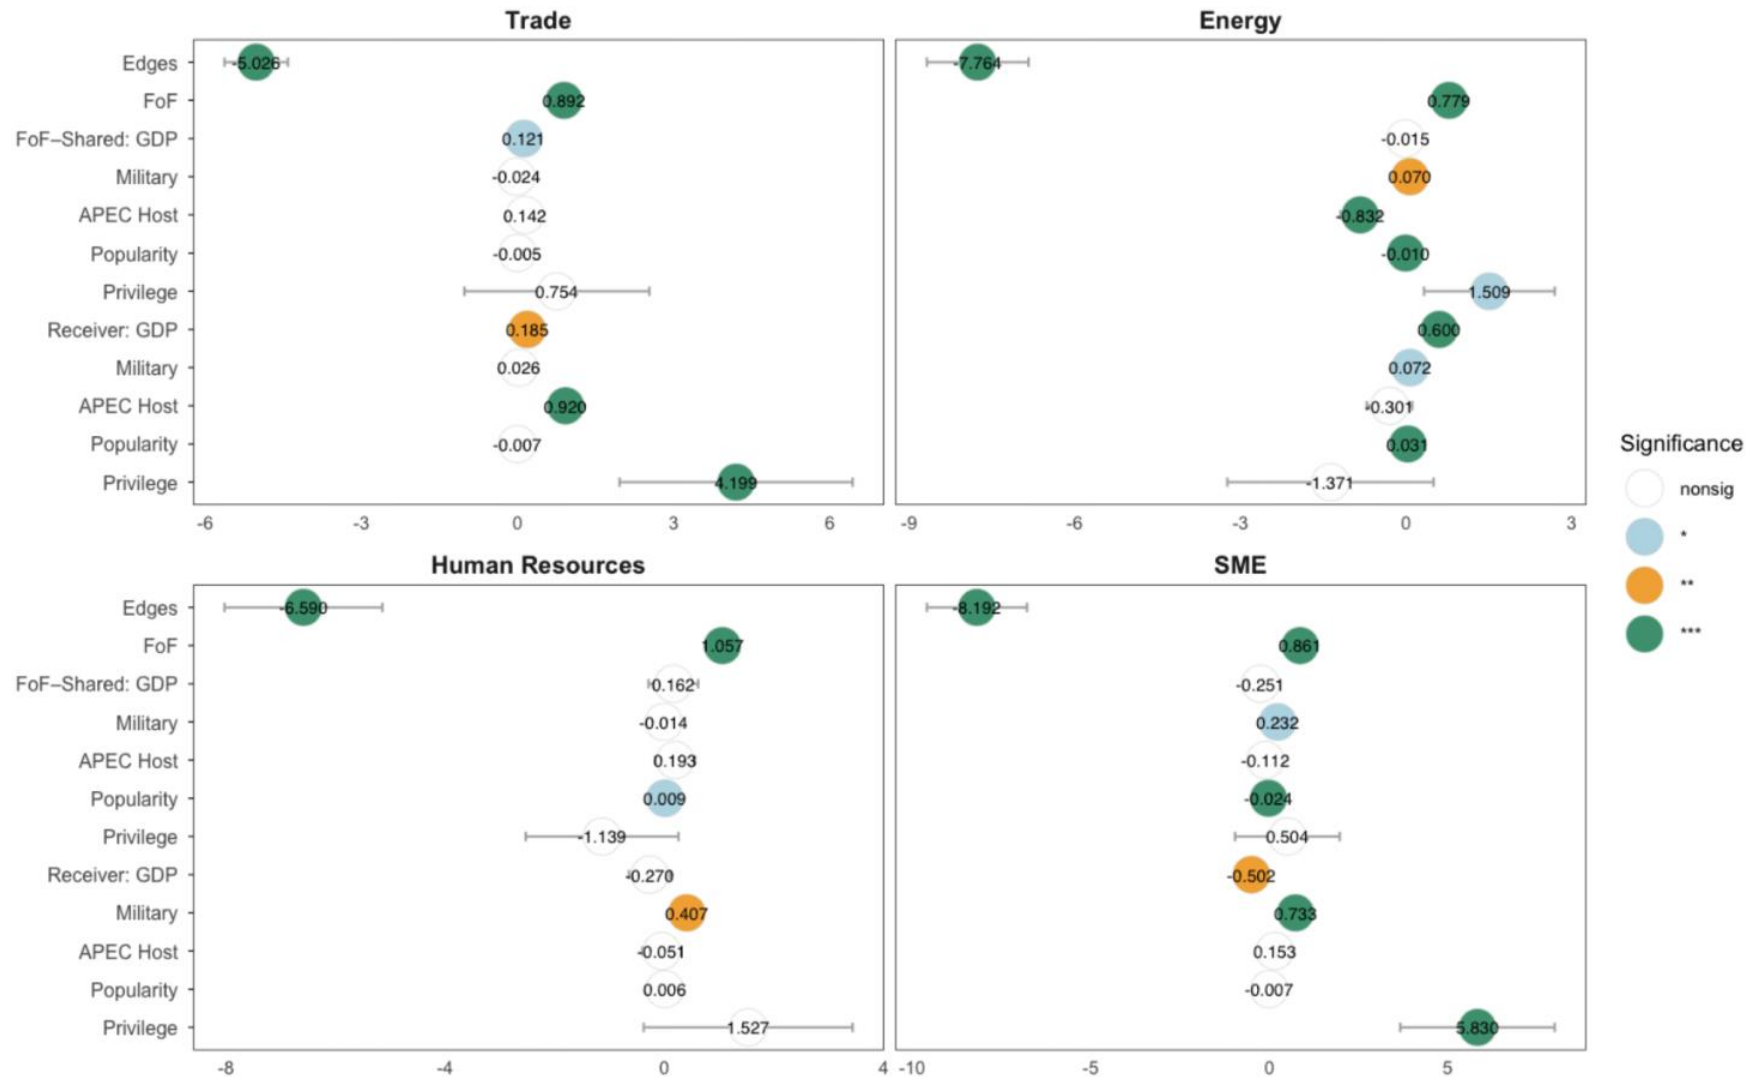 Trade
Energy
Edges -5.026 -7.764
FoF 0.892 0.779
FoF–Shared: GDP 0.121 -0.015
Military -0.024 0.070
APEC Host 0.142 -0.832
Popularity -0.005 -0.010
Privilege 0.754 1.509
Receiver: GDP 0.185 0.600
Military 0.026 0.072
APEC Host 0.920 -0.301
Popularity -0.007 0.031
Privilege 4.199 -1.371
-6 -3 0 3 6
-9 -6 -3 0 3
Human Resources
SME
Edges -6.590 -8.192
FoF 1.057 0.861
FoF–Shared: GDP 0.162 -0.251
Military -0.014 0.232
APEC Host 0.193 -0.112
Popularity 0.009 -0.024
Privilege -1.139 0.504
Receiver: GDP -0.270 -0.502
Military 0.407 0.733
APEC Host -0.051 0.153
Popularity 0.006 -0.007
Privilege 1.527 5.830
-8 -4 0 4
-10 -5 0 5
Significance
nonsig
*
**
***